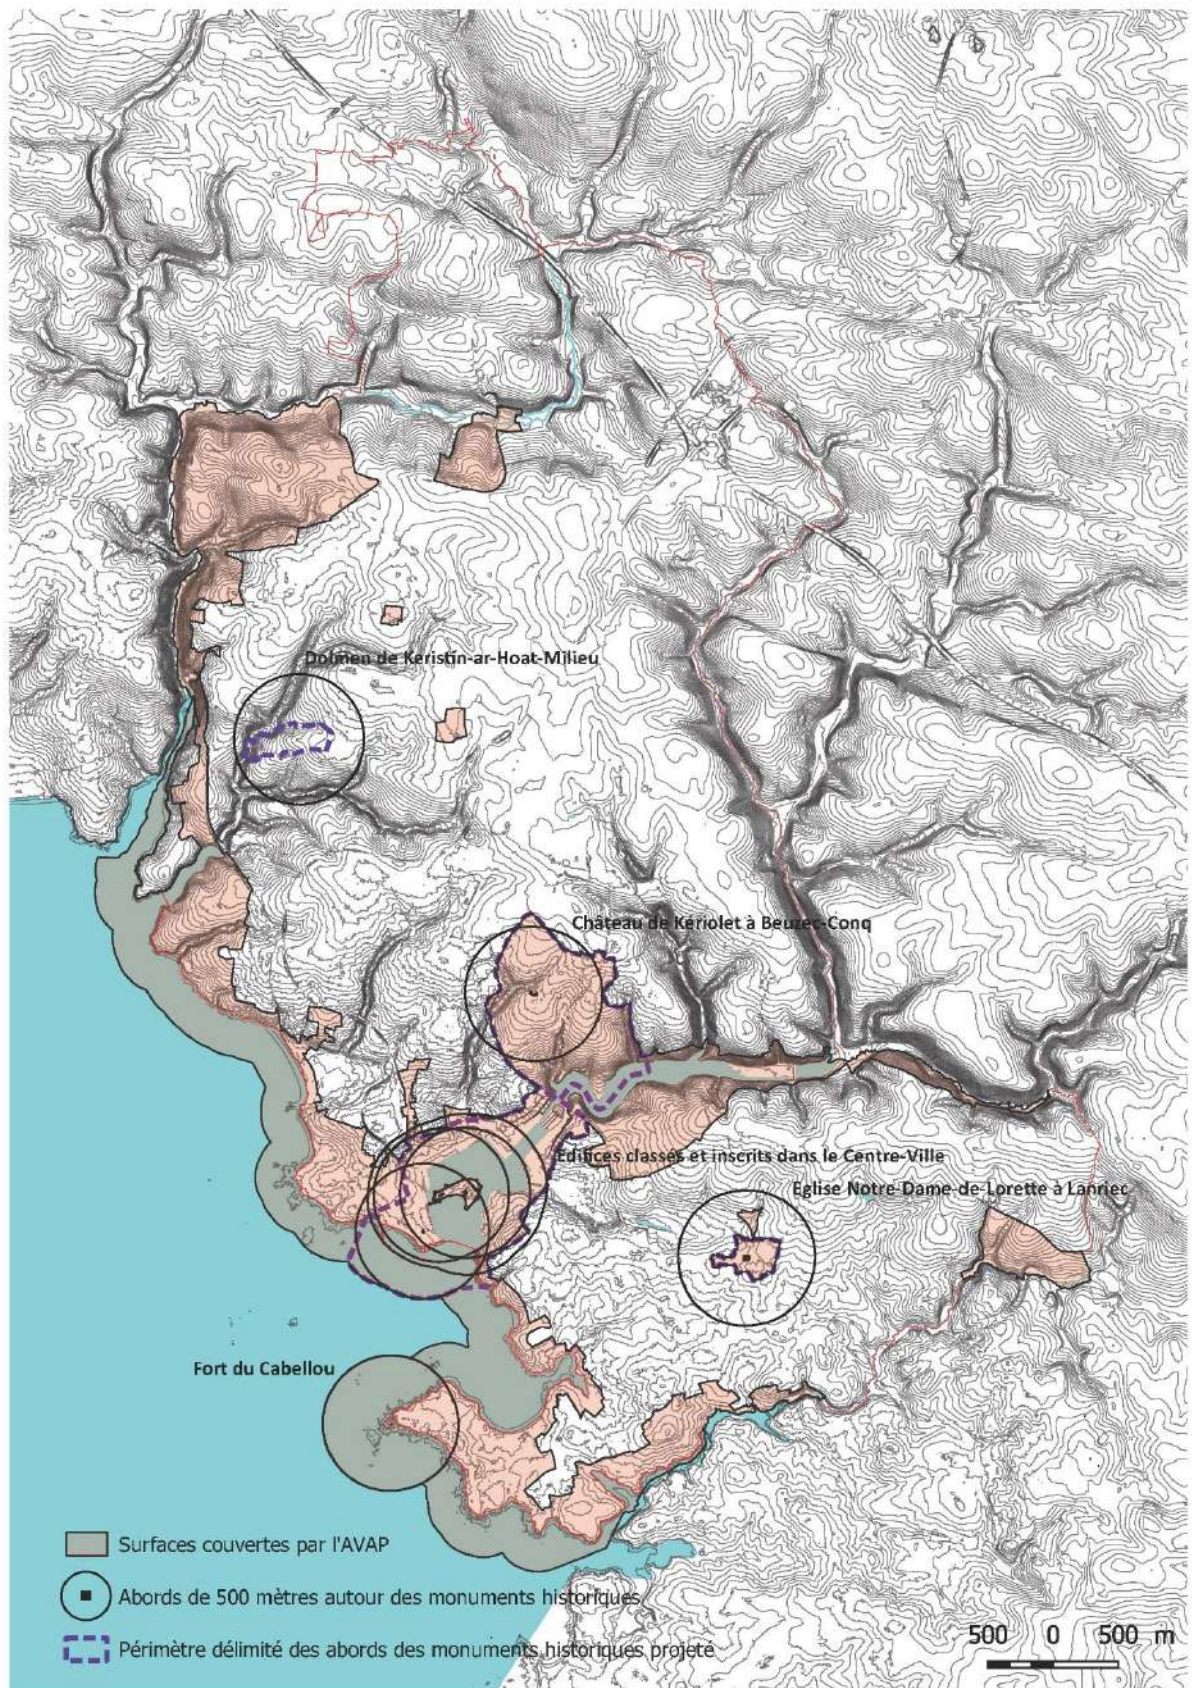 Dolmen de Keristin-ar-Hoat-Milieu
Château de Kériolet à Beuzec-Conq
Edifices classés et inscrits dans le Centre-Ville
Eglise Notre-Dame-de-Lorette à Lanriec
Fort du Cabellou
Surfaces couvertes par l'AVAP
Abords de 500 mètres autour des monuments historiques
Périmètre délimité des abords des monuments historiques projeté
500 0 500 m